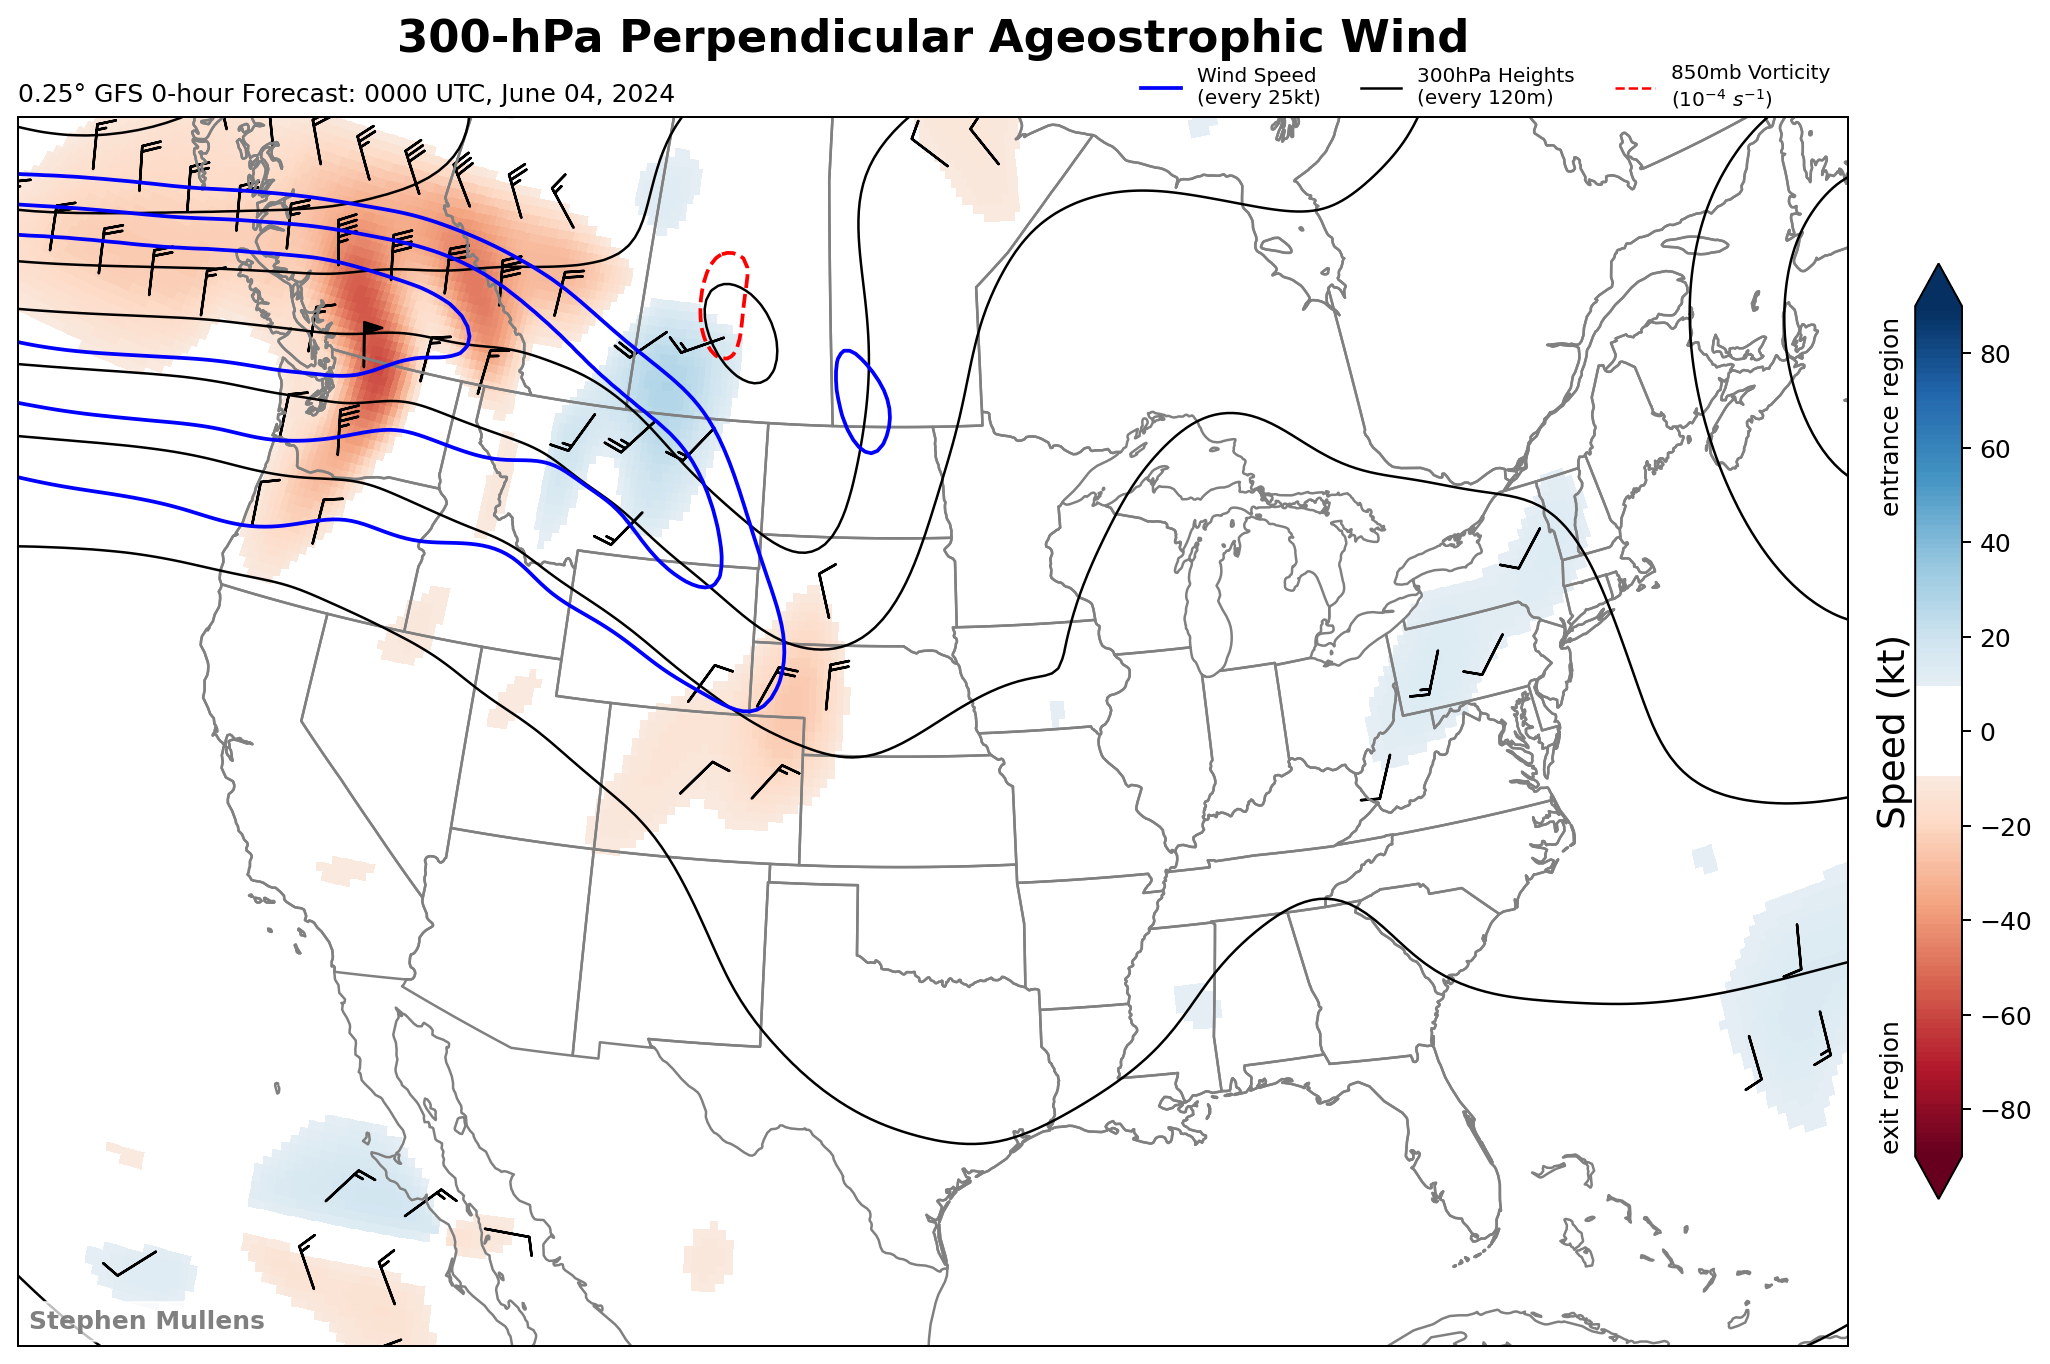 300-hPa Perpendicular Ageostrophic Wind
0.25° GFS 0-hour Forecast: 0000 UTC, June 04, 2024
Wind Speed
(every 25kt)
300hPa Heights
(every 120m)
850mb Vorticity
(10⁻⁴ s⁻¹)
entrance region
exit region
Speed (kt)
80
60
40
20
0
−20
−40
−60
−80
Stephen Mullens